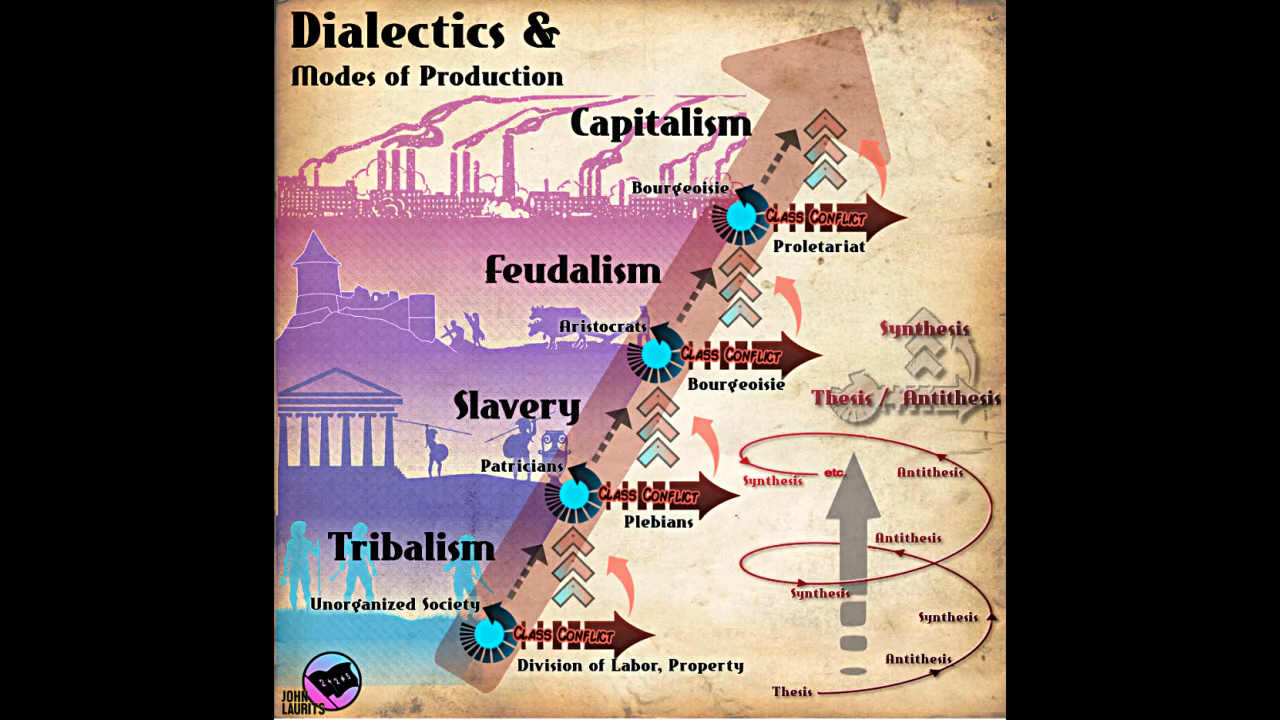 Dialectics &
Modes of Production
Capitalism
Bourgeoisie
CLASS CONFLICT
Proletariat
Feudalism
Aristocrats
CLASS CONFLICT
Bourgeoisie
Slavery
Patricians
CLASS CONFLICT
Plebians
Tribalism
Unorganized Society
CLASS CONFLICT
Division of Labor, Property
Synthesis
Thesis / Antithesis
etc.
Synthesis
Antithesis
Antithesis
Synthesis
Synthesis
Antithesis
Thesis
JOHN
LAURITS